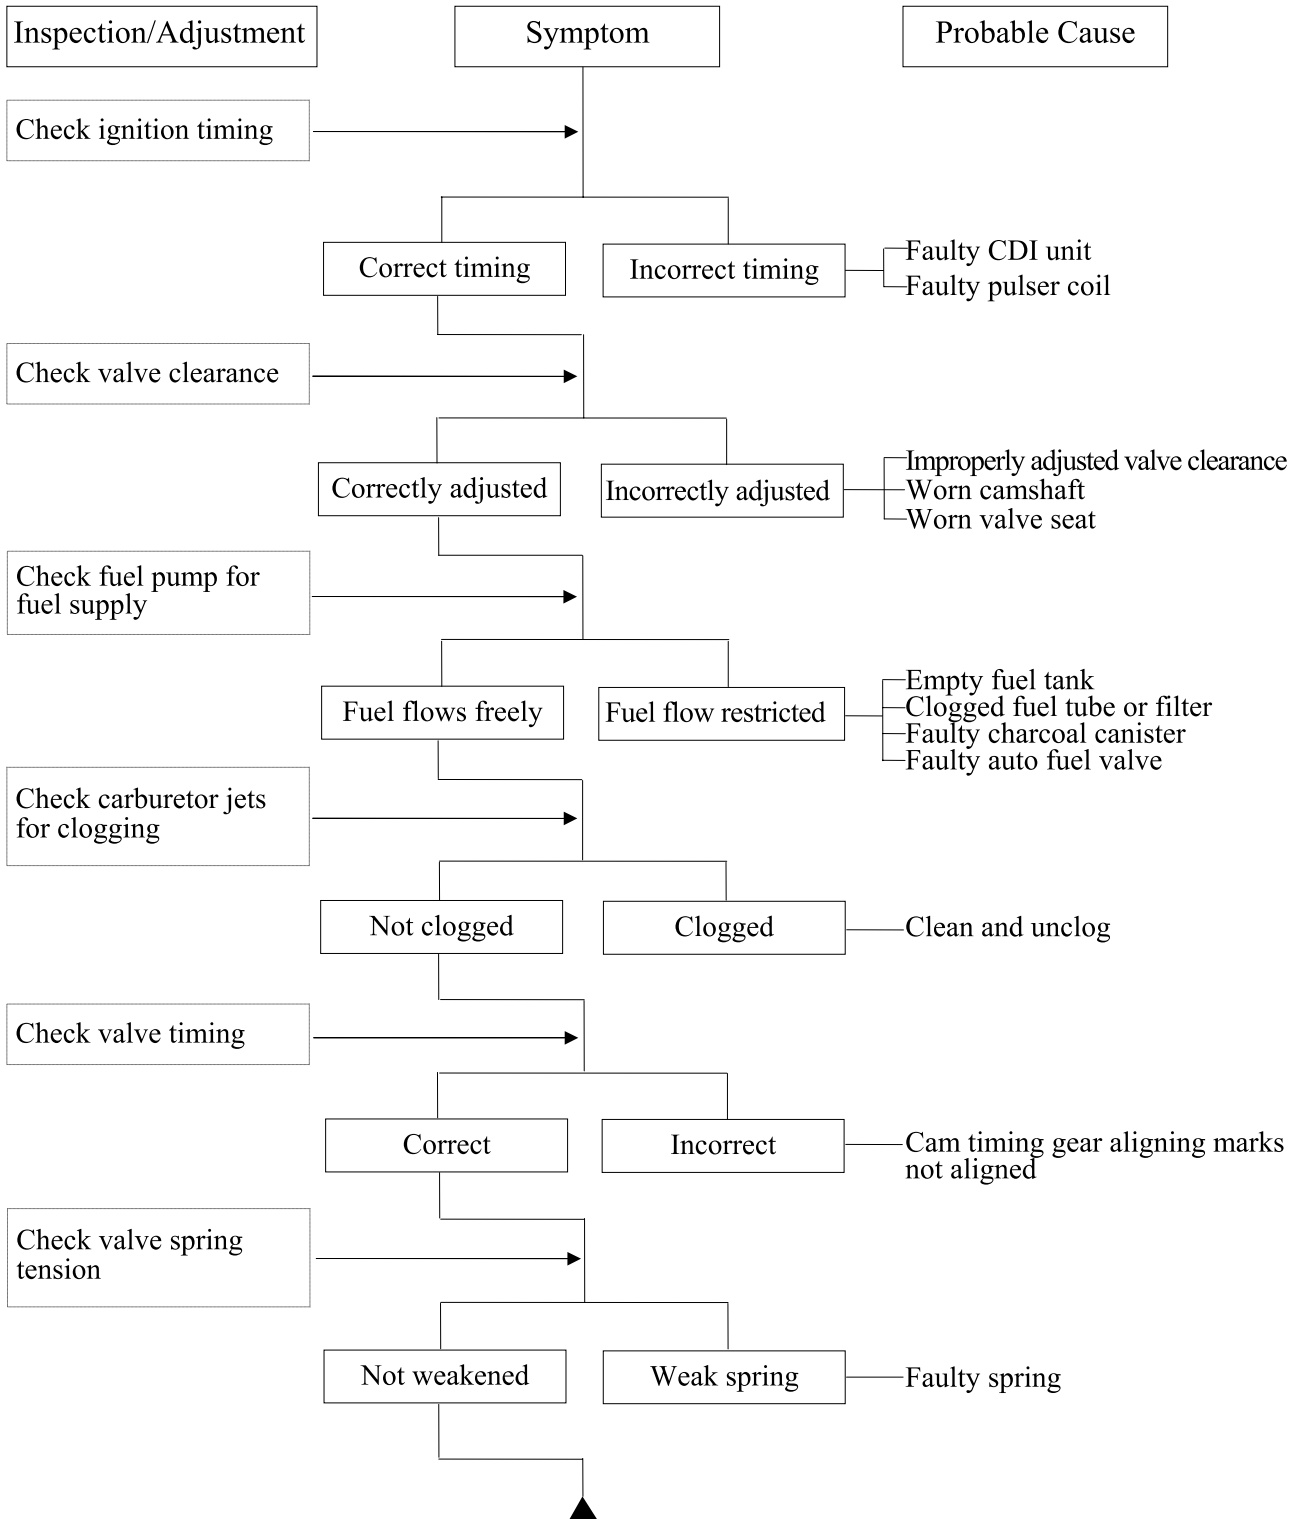 Inspection/Adjustment
Symptom
Probable Cause
Check ignition timing
Correct timing
Incorrect timing
Faulty CDI unit
Faulty pulser coil
Check valve clearance
Correctly adjusted
Incorrectly adjusted
Improperly adjusted valve clearance
Worn camshaft
Worn valve seat
Check fuel pump for
fuel supply
Fuel flows freely
Fuel flow restricted
Empty fuel tank
Clogged fuel tube or filter
Faulty charcoal canister
Faulty auto fuel valve
Check carburetor jets
for clogging
Not clogged
Clogged
Clean and unclog
Check valve timing
Correct
Incorrect
Cam timing gear aligning marks
not aligned
Check valve spring
tension
Not weakened
Weak spring
Faulty spring